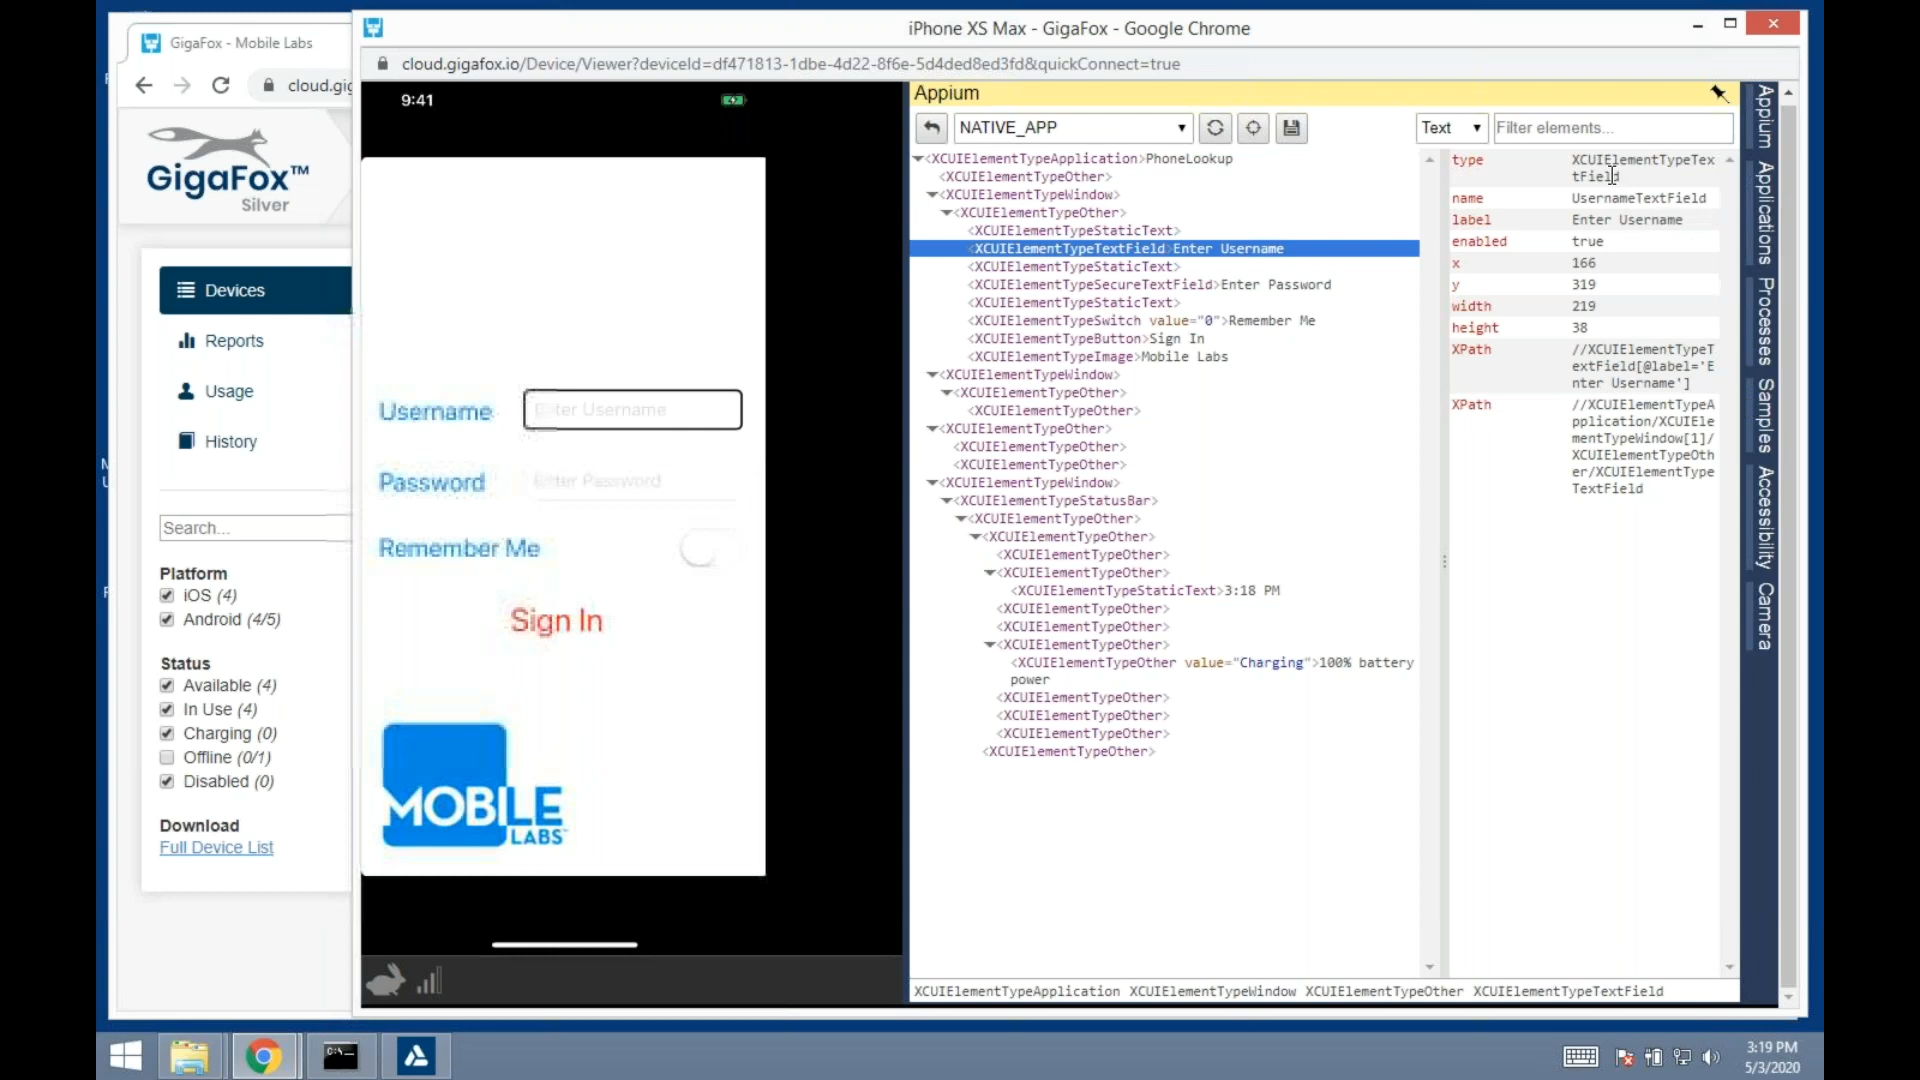 GigaFox - Mobile Labs
cloud.gig
GigaFox™
Silver
Devices
Reports
Usage
History
Search...
Platform
iOS (4)
Android (4/5)
Status
Available (4)
In Use (4)
Charging (0)
Offline (0/1)
Disabled (0)
Download
Full Device List
iPhone XS Max - GigaFox - Google Chrome
cloud.gigafox.io/Device/Viewer?deviceId=df471813-1dbe-4d22-8f6e-5d4ded8ed3fd&quickConnect=true
9:41
Username
Enter Username
Password
Enter Password
Remember Me
Sign In
MOBILE
LABS™
Appium
NATIVE_APP
Text
Filter elements...
<XCUIElementTypeApplication>PhoneLookup
<XCUIElementTypeOther>
<XCUIElementTypeWindow>
<XCUIElementTypeOther>
<XCUIElementTypeStaticText>
<XCUIElementTypeTextField>Enter Username
<XCUIElementTypeStaticText>
<XCUIElementTypeSecureTextField>Enter Password
<XCUIElementTypeStaticText>
<XCUIElementTypeSwitch value="0">Remember Me
<XCUIElementTypeButton>Sign In
<XCUIElementTypeImage>Mobile Labs
<XCUIElementTypeWindow>
<XCUIElementTypeOther>
<XCUIElementTypeOther>
<XCUIElementTypeOther>
<XCUIElementTypeOther>
<XCUIElementTypeOther>
<XCUIElementTypeWindow>
<XCUIElementTypeStatusBar>
<XCUIElementTypeOther>
<XCUIElementTypeOther>
<XCUIElementTypeOther>
<XCUIElementTypeOther>
<XCUIElementTypeStaticText>3:18 PM
<XCUIElementTypeOther>
<XCUIElementTypeOther>
<XCUIElementTypeOther>
<XCUIElementTypeOther value="Charging">100% battery
power
<XCUIElementTypeOther>
<XCUIElementTypeOther>
<XCUIElementTypeOther>
<XCUIElementTypeOther>
type XCUIElementTypeTex
tField
name UsernameTextField
label Enter Username
enabled true
x 166
y 319
width 219
height 38
XPath //XCUIElementTypeT
extField[@label='E
nter Username']
XPath //XCUIElementTypeA
pplication/XCUIEle
mentTypeWindow[1]/
XCUIElementTypeOth
er/XCUIElementType
TextField
XCUIElementTypeApplication XCUIElementTypeWindow XCUIElementTypeOther XCUIElementTypeTextField
Appium
Applications
Processes
Samples
Accessibility
Camera
3:19 PM
5/3/2020